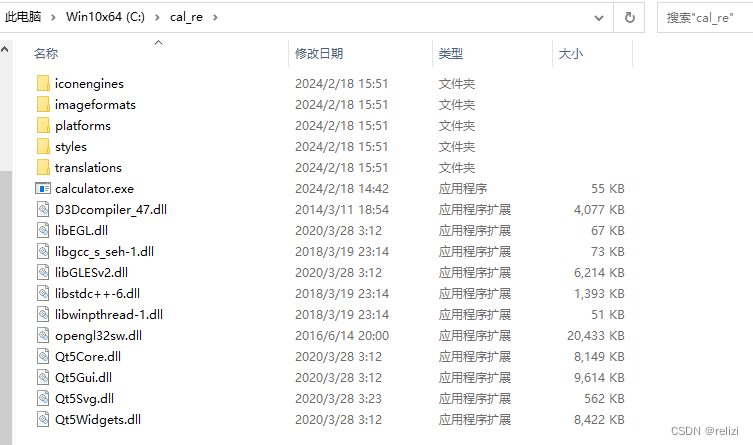 此电脑 > Win10x64 (C:) > cal_re > 搜索"cal_re"
名称 修改日期 类型 大小
iconengines 2024/2/18 15:51 文件夹
imageformats 2024/2/18 15:51 文件夹
platforms 2024/2/18 15:51 文件夹
styles 2024/2/18 15:51 文件夹
translations 2024/2/18 15:51 文件夹
calculator.exe 2024/2/18 14:42 应用程序 55 KB
D3Dcompiler_47.dll 2014/3/11 18:54 应用程序扩展 4,077 KB
libEGL.dll 2020/3/28 3:12 应用程序扩展 67 KB
libgcc_s_seh-1.dll 2018/3/19 23:14 应用程序扩展 73 KB
libGLESv2.dll 2020/3/28 3:12 应用程序扩展 6,214 KB
libstdc++-6.dll 2018/3/19 23:14 应用程序扩展 1,393 KB
libwinpthread-1.dll 2018/3/19 23:14 应用程序扩展 51 KB
opengl32sw.dll 2016/6/14 20:00 应用程序扩展 20,433 KB
Qt5Core.dll 2020/3/28 3:12 应用程序扩展 8,149 KB
Qt5Gui.dll 2020/3/28 3:12 应用程序扩展 9,614 KB
Qt5Svg.dll 2020/3/28 3:23 应用程序扩展 562 KB
Qt5Widgets.dll 2020/3/28 3:12 应用程序扩展 8,422 KB
CSDN @relizi